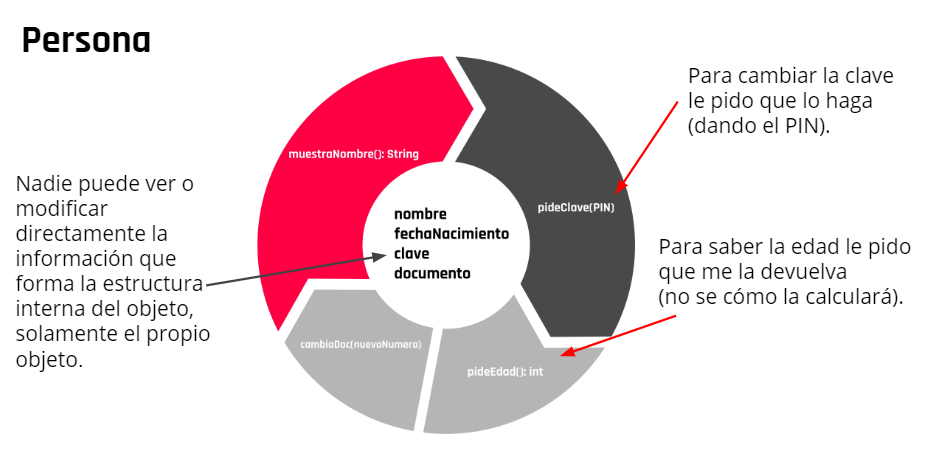 Persona
Para cambiar la clave
le pido que lo haga
(dando el PIN).
muestraNombre(): String
Nadie puede ver o
modificar
directamente la
información que
forma la estructura
interna del objeto,
solamente el propio
objeto.
nombre
fechaNacimiento
clave
documento
pideClave(PIN)
Para saber la edad le pido
que me la devuelva
(no se cómo la calculará).
cambiaDoc(nuevoNumero)
pideEdad(): int